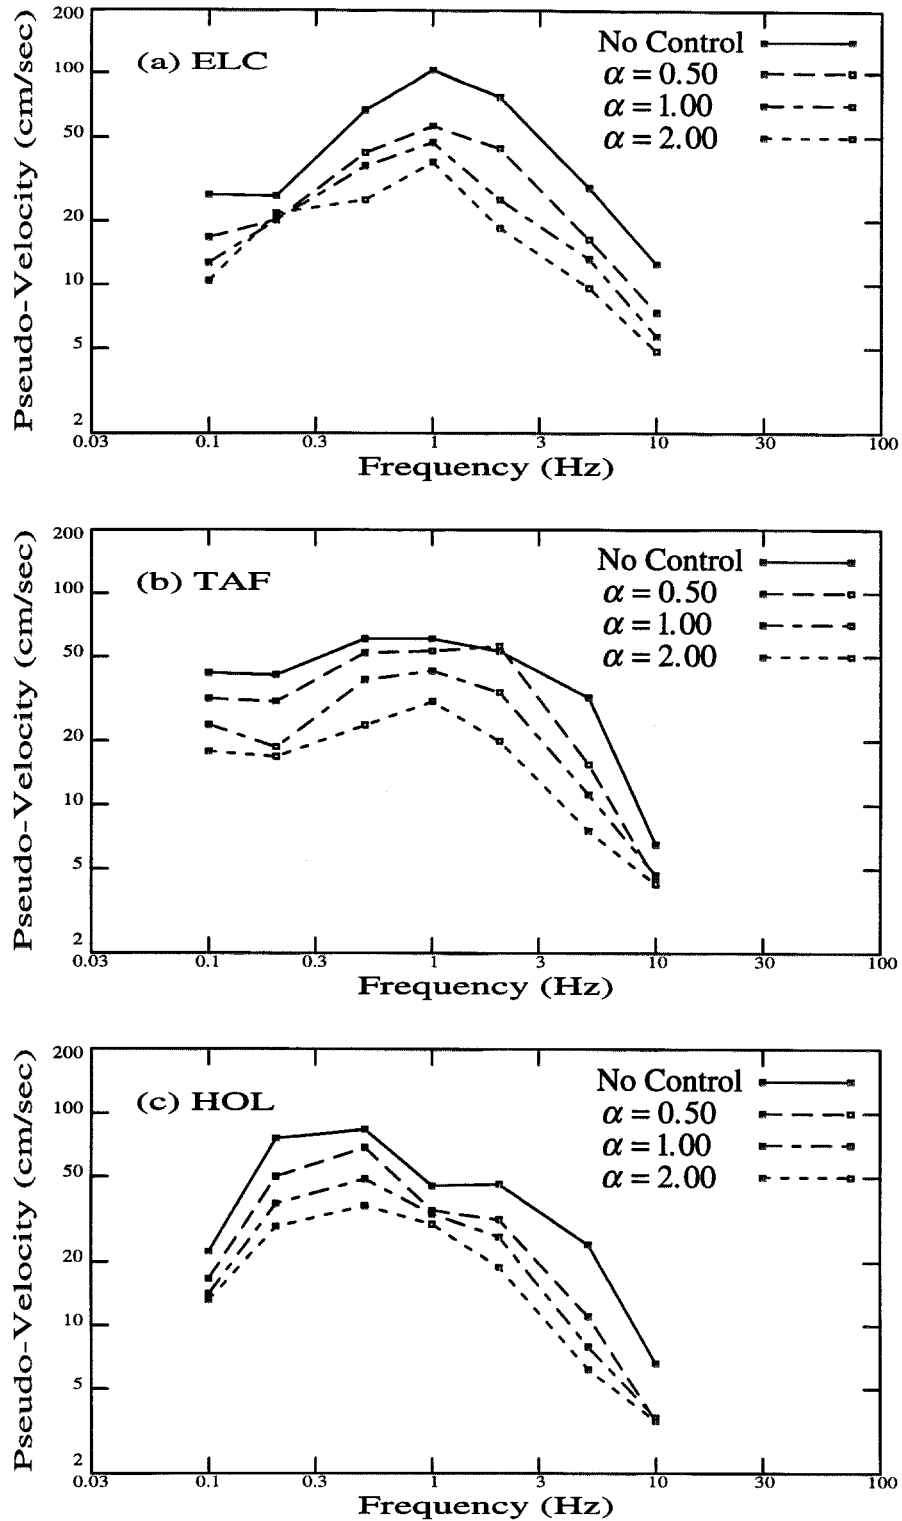 200
100
50
20
10
5
2
Pseudo-Velocity (cm/sec)
(a) ELC
No Control
α = 0.50
α = 1.00
α = 2.00
0.03 0.1 0.3 1 3 10 30 100
Frequency (Hz)
200
100
50
20
10
5
2
Pseudo-Velocity (cm/sec)
(b) TAF
No Control
α = 0.50
α = 1.00
α = 2.00
0.03 0.1 0.3 1 3 10 30 100
Frequency (Hz)
200
100
50
20
10
5
2
Pseudo-Velocity (cm/sec)
(c) HOL
No Control
α = 0.50
α = 1.00
α = 2.00
0.03 0.1 0.3 1 3 10 30 100
Frequency (Hz)